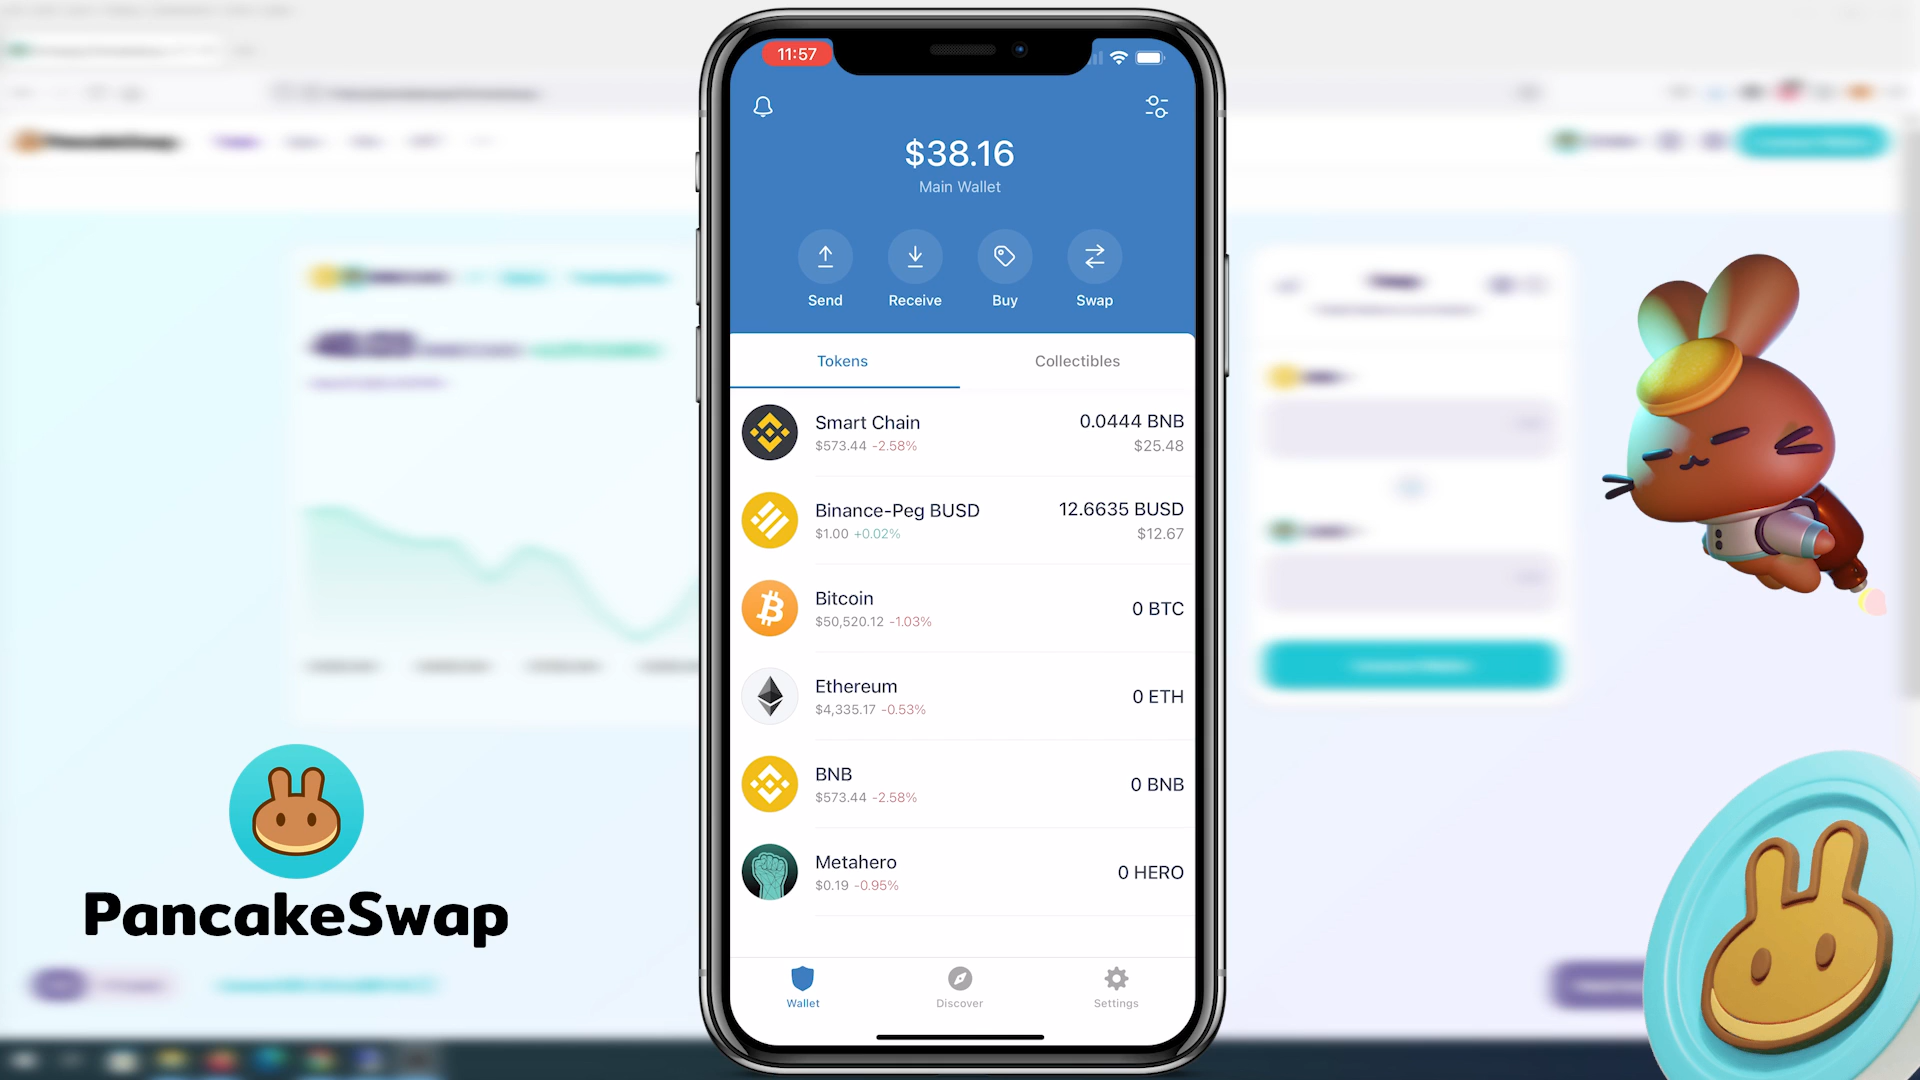 11:57
$38.16
Main Wallet
Send Receive Buy Swap
Tokens Collectibles
Smart Chain 0.0444 BNB
$573.44 -2.58% $25.48
Binance-Peg BUSD 12.6635 BUSD
$1.00 +0.02% $12.67
Bitcoin 0 BTC
$50,520.12 -1.03%
Ethereum 0 ETH
$4,335.17 -0.53%
BNB 0 BNB
$573.44 -2.58%
Metahero 0 HERO
$0.19 -0.95%
Wallet Discover Settings
PancakeSwap